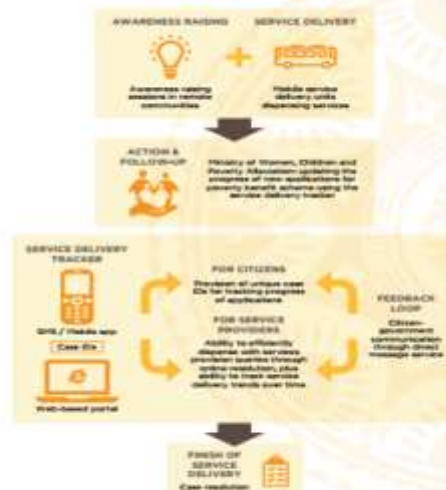 AWARENESS RAISING
SERVICE DELIVERY
Awareness raising
sessions in remote
communities
Mobile service
delivery units
dispensing services
ACTION &
FOLLOW-UP
Ministry of Women, Children and
Poverty Alleviation: updating the
progress of new applications for
poverty benefit scheme using the
service delivery tracker
SERVICE DELIVERY
TRACKER
SMS / Mobile app
Case IDs
Web-based portal
FOR CITIZENS
Provision of unique case
IDs for tracking progress
of applications
FOR SERVICE
PROVIDERS
Ability to efficiently
dispense with services
provision queries through
online resolution, plus
ability to track service
delivery trends over time
FEEDBACK
LOOP
Citizen-
government
communication
through direct
message service
FINISH OF
SERVICE
DELIVERY
Case resolution